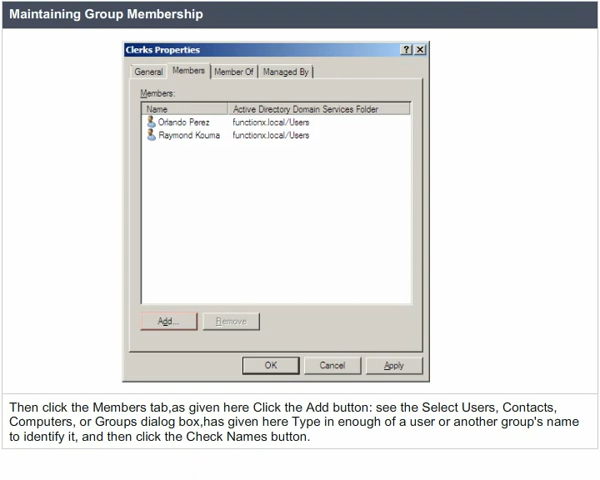 Maintaining Group Membership
Clerks Properties
General Members Member Of Managed By
Members:
Name Active Directory Domain Services Folder
Orlando Perez functionx.local/Users
Raymond Kouma functionx.local/Users
Add... Remove
OK Cancel Apply
Then click the Members tab,as given here Click the Add button: see the Select Users, Contacts,
Computers, or Groups dialog box,has given here Type in enough of a user or another group's name
to identify it, and then click the Check Names button.